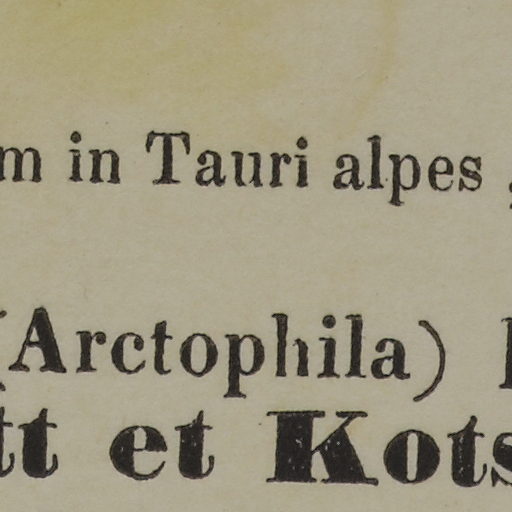 m in Tauri alpes,
(Arctophila)
tt et Kots